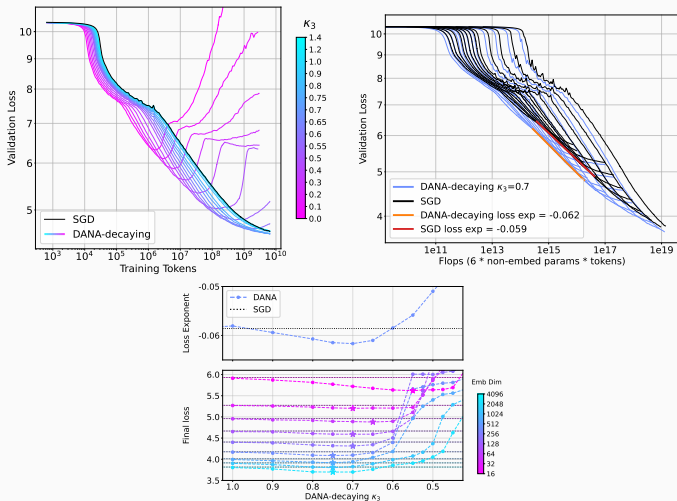 10
9
8
7
6
5
Validation Loss
10³
10⁴
10⁵
10⁶
10⁷
10⁸
10⁹
10¹⁰
Training Tokens
SGD
DANA-decaying
κ₃
1.4
1.3
1.2
1.1
1.0
0.9
0.8
0.75
0.7
0.65
0.6
0.55
0.5
0.4
0.3
0.2
0.1
0.0
10
9
8
7
6
5
4
Validation Loss
1e11
1e13
1e15
1e17
1e19
Flops (6 * non-embed params * tokens)
DANA-decaying κ₃=0.7
SGD
DANA-decaying loss exp = -0.062
SGD loss exp = -0.059
-0.05
-0.06
Loss Exponent
DANA
SGD
6.0
5.5
5.0
4.5
4.0
3.5
Final loss
1.0
0.9
0.8
0.7
0.6
0.5
DANA-decaying κ₃
Emb Dim
4096
2048
1024
512
256
128
64
32
16